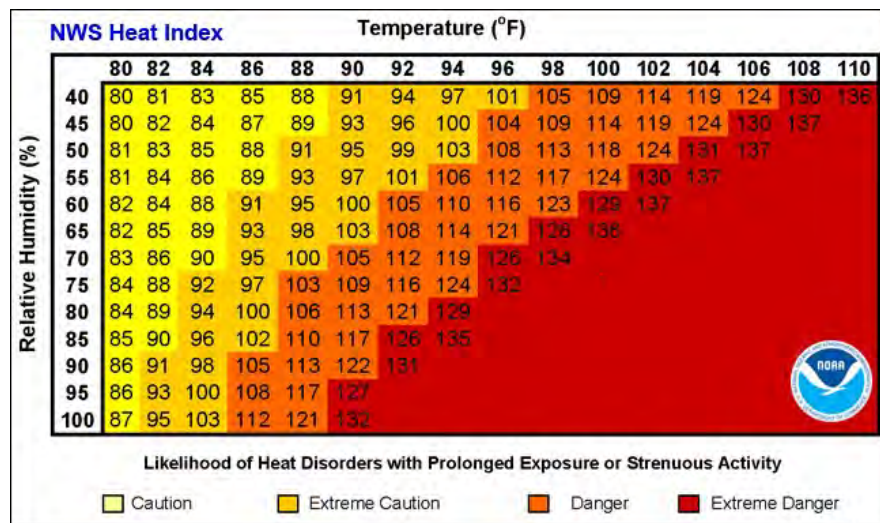 NWS Heat Index Temperature (°F)
80 82 84 86 88 90 92 94 96 98 100 102 104 106 108 110
40 80 81 83 85 88 91 94 97 101 105 109 114 119 124 130 136
45 80 82 84 87 89 93 96 100 104 109 114 119 124 130 137
50 81 83 85 88 91 95 99 103 108 113 118 124 131 137
55 81 84 86 89 93 97 101 106 112 117 124 130 137
60 82 84 88 91 95 100 105 110 116 123 129 137
65 82 85 89 93 98 103 108 114 121 128 136
70 83 86 90 95 100 105 112 119 126 134
75 84 88 92 97 103 109 116 124 132
80 84 89 94 100 106 113 121 129
85 85 90 96 102 110 117 126 135
90 86 91 98 105 113 122 131
95 86 93 100 108 117 127
100 87 95 103 112 121 132
Relative Humidity (%)
NOAA
Likelihood of Heat Disorders with Prolonged Exposure or Strenuous Activity
Caution Extreme Caution Danger Extreme Danger